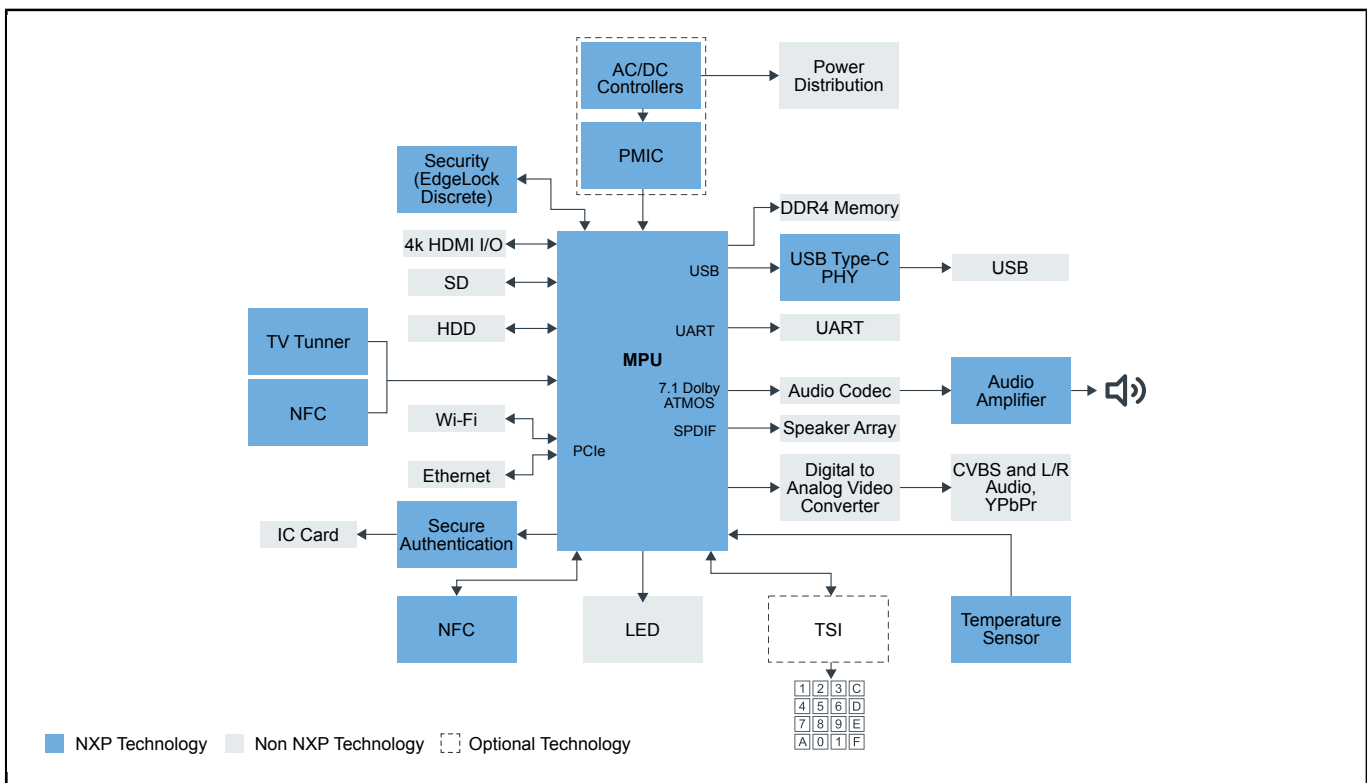 AC/DC
Controllers
Power
Distribution
PMIC
Security
(EdgeLock
Discrete)
DDR4 Memory
4k HDMI I/O
USB
USB Type-C
PHY
USB
SD
HDD
UART
UART
TV Tunner
MPU
NFC
7.1 Dolby
ATMOS
Audio Codec
Audio
Amplifier
Wi-Fi
SPDIF
Speaker Array
PCIe
Ethernet
Digital to
Analog Video
Converter
CVBS and L/R
Audio,
YPbPr
IC Card
Secure
Authentication
NFC
LED
TSI
Temperature
Sensor
1 2 3 C
4 5 6 D
7 8 9 E
A 0 1 F
NXP Technology
Non NXP Technology
Optional Technology